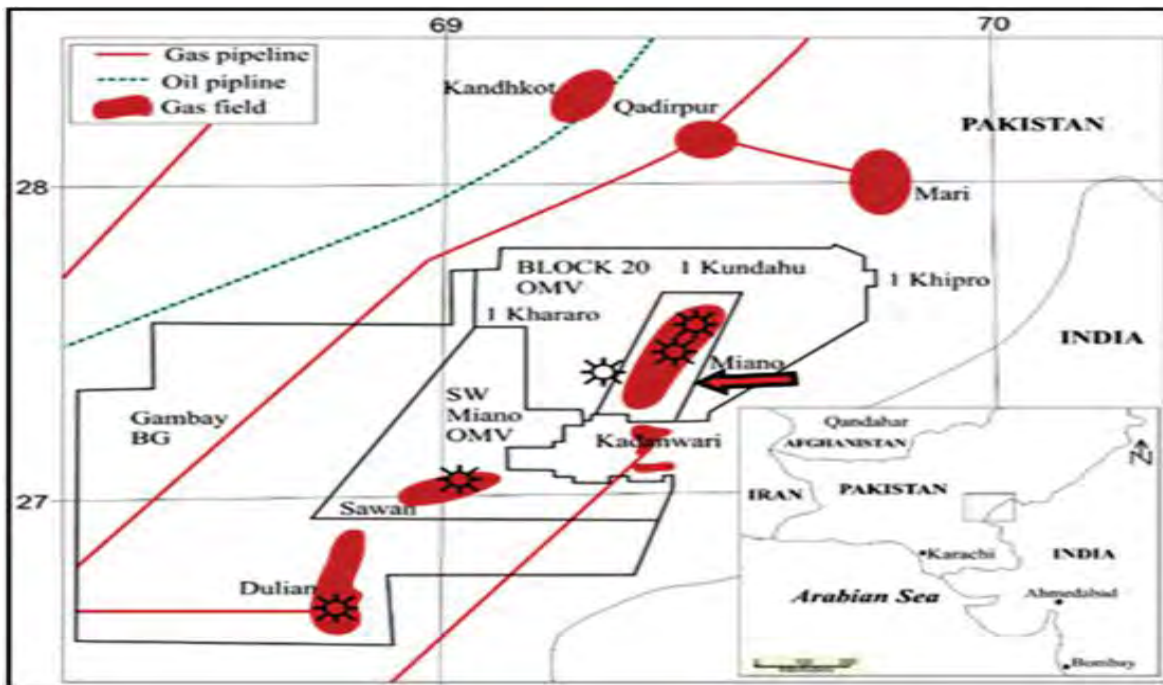 69
70
Gas pipeline
Oil pipline
Gas field
Kandhkot
Qadirpur
PAKISTAN
28
Mari
BLOCK 20
OMV
1 Kundahu
1 Khipro
1 Khararo
INDIA
Miano
Gambay
BG
SW
Miano
OMV
Kadanwari
27
Sawan
Dulian
Qandahar
AFGHANISTAN
N
IRAN
PAKISTAN
Karachi
INDIA
Arabian Sea
Ahmedabad
Bombay